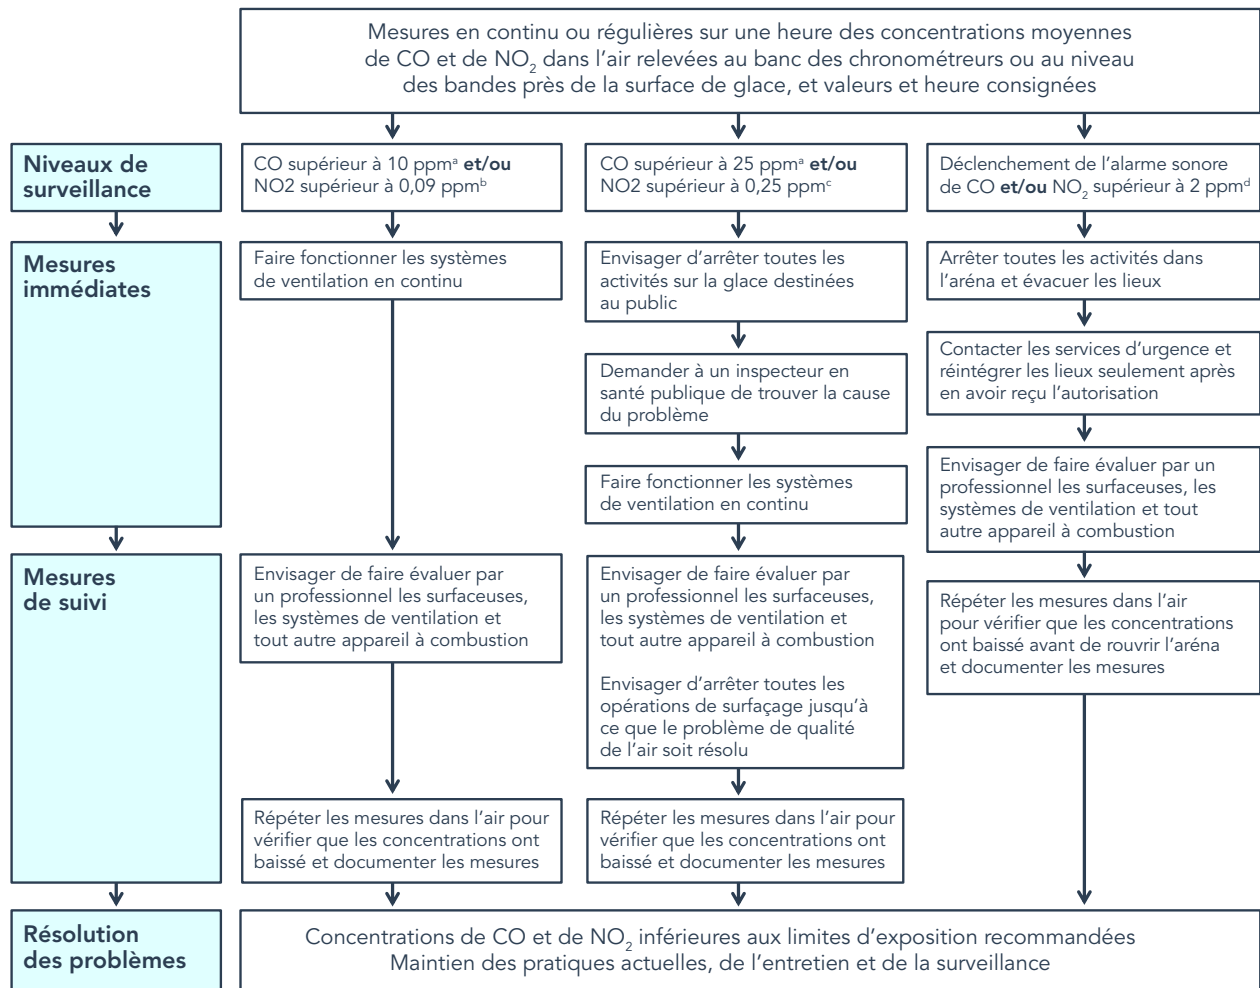 Mesures en continu ou régulières sur une heure des concentrations moyennes
de CO et de NO2 dans l'air relevées au banc des chronométreurs ou au niveau
des bandes près de la surface de glace, et valeurs et heure consignées
Niveaux de
surveillance
CO supérieur à 10 ppmᵃ et/ou
NO2 supérieur à 0,09 ppmᵇ
CO supérieur à 25 ppmᵃ et/ou
NO2 supérieur à 0,25 ppmᶜ
Déclenchement de l'alarme sonore
de CO et/ou NO2 supérieur à 2 ppmᵈ
Mesures
immédiates
Faire fonctionner les systèmes
de ventilation en continu
Envisager d'arrêter toutes les
activités sur la glace destinées
au public
Demander à un inspecteur en
santé publique de trouver la cause
du problème
Faire fonctionner les systèmes
de ventilation en continu
Arrêter toutes les activités dans
l'aréna et évacuer les lieux
Contacter les services d'urgence et
réintégrer les lieux seulement après
en avoir reçu l'autorisation
Envisager de faire évaluer par un
professionnel les surfaceuses, les
systèmes de ventilation et tout
autre appareil à combustion
Mesures
de suivi
Envisager de faire évaluer par
un professionnel les surfaceuses,
les systèmes de ventilation et
tout autre appareil à combustion
Répéter les mesures dans l'air pour
vérifier que les concentrations ont
baissé et documenter les mesures
Envisager de faire évaluer par
un professionnel les surfaceuses,
les systèmes de ventilation et
tout autre appareil à combustion
Envisager d'arrêter toutes les
opérations de surfaçage jusqu'à
ce que le problème de qualité
de l'air soit résolu
Répéter les mesures dans l'air pour
vérifier que les concentrations ont
baissé et documenter les mesures
Répéter les mesures dans l'air
pour vérifier que les concentrations
ont baissé avant de rouvrir l'aréna
et documenter les mesures
Résolution
des problèmes
Concentrations de CO et de NO2 inférieures aux limites d'exposition recommandées
Maintien des pratiques actuelles, de l'entretien et de la surveillance